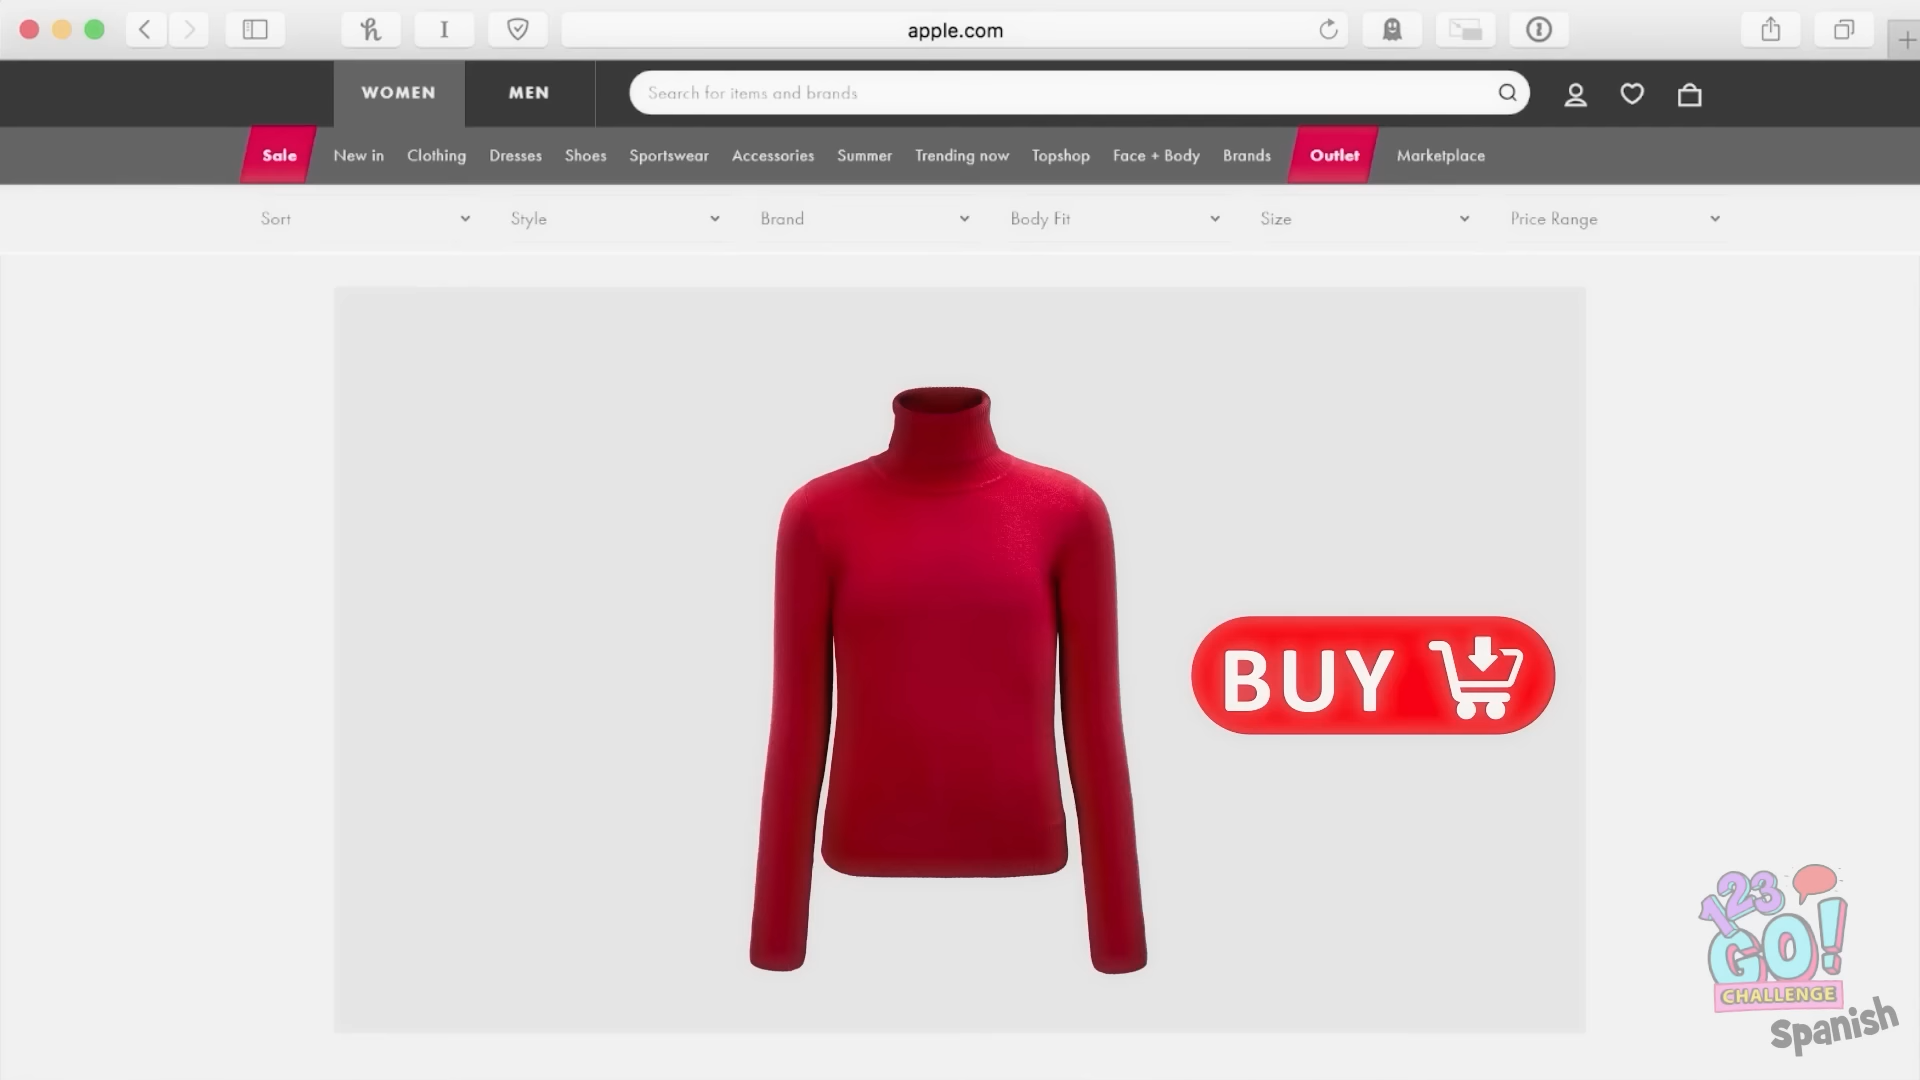 apple.com
WOMEN MEN Search for items and brands
Sale New in Clothing Dresses Shoes Sportswear Accessories Summer Trending now Topshop Face + Body Brands Outlet Marketplace
Sort Style Brand Body Fit Size Price Range
BUY
123
GO!
CHALLENGE
Spanish